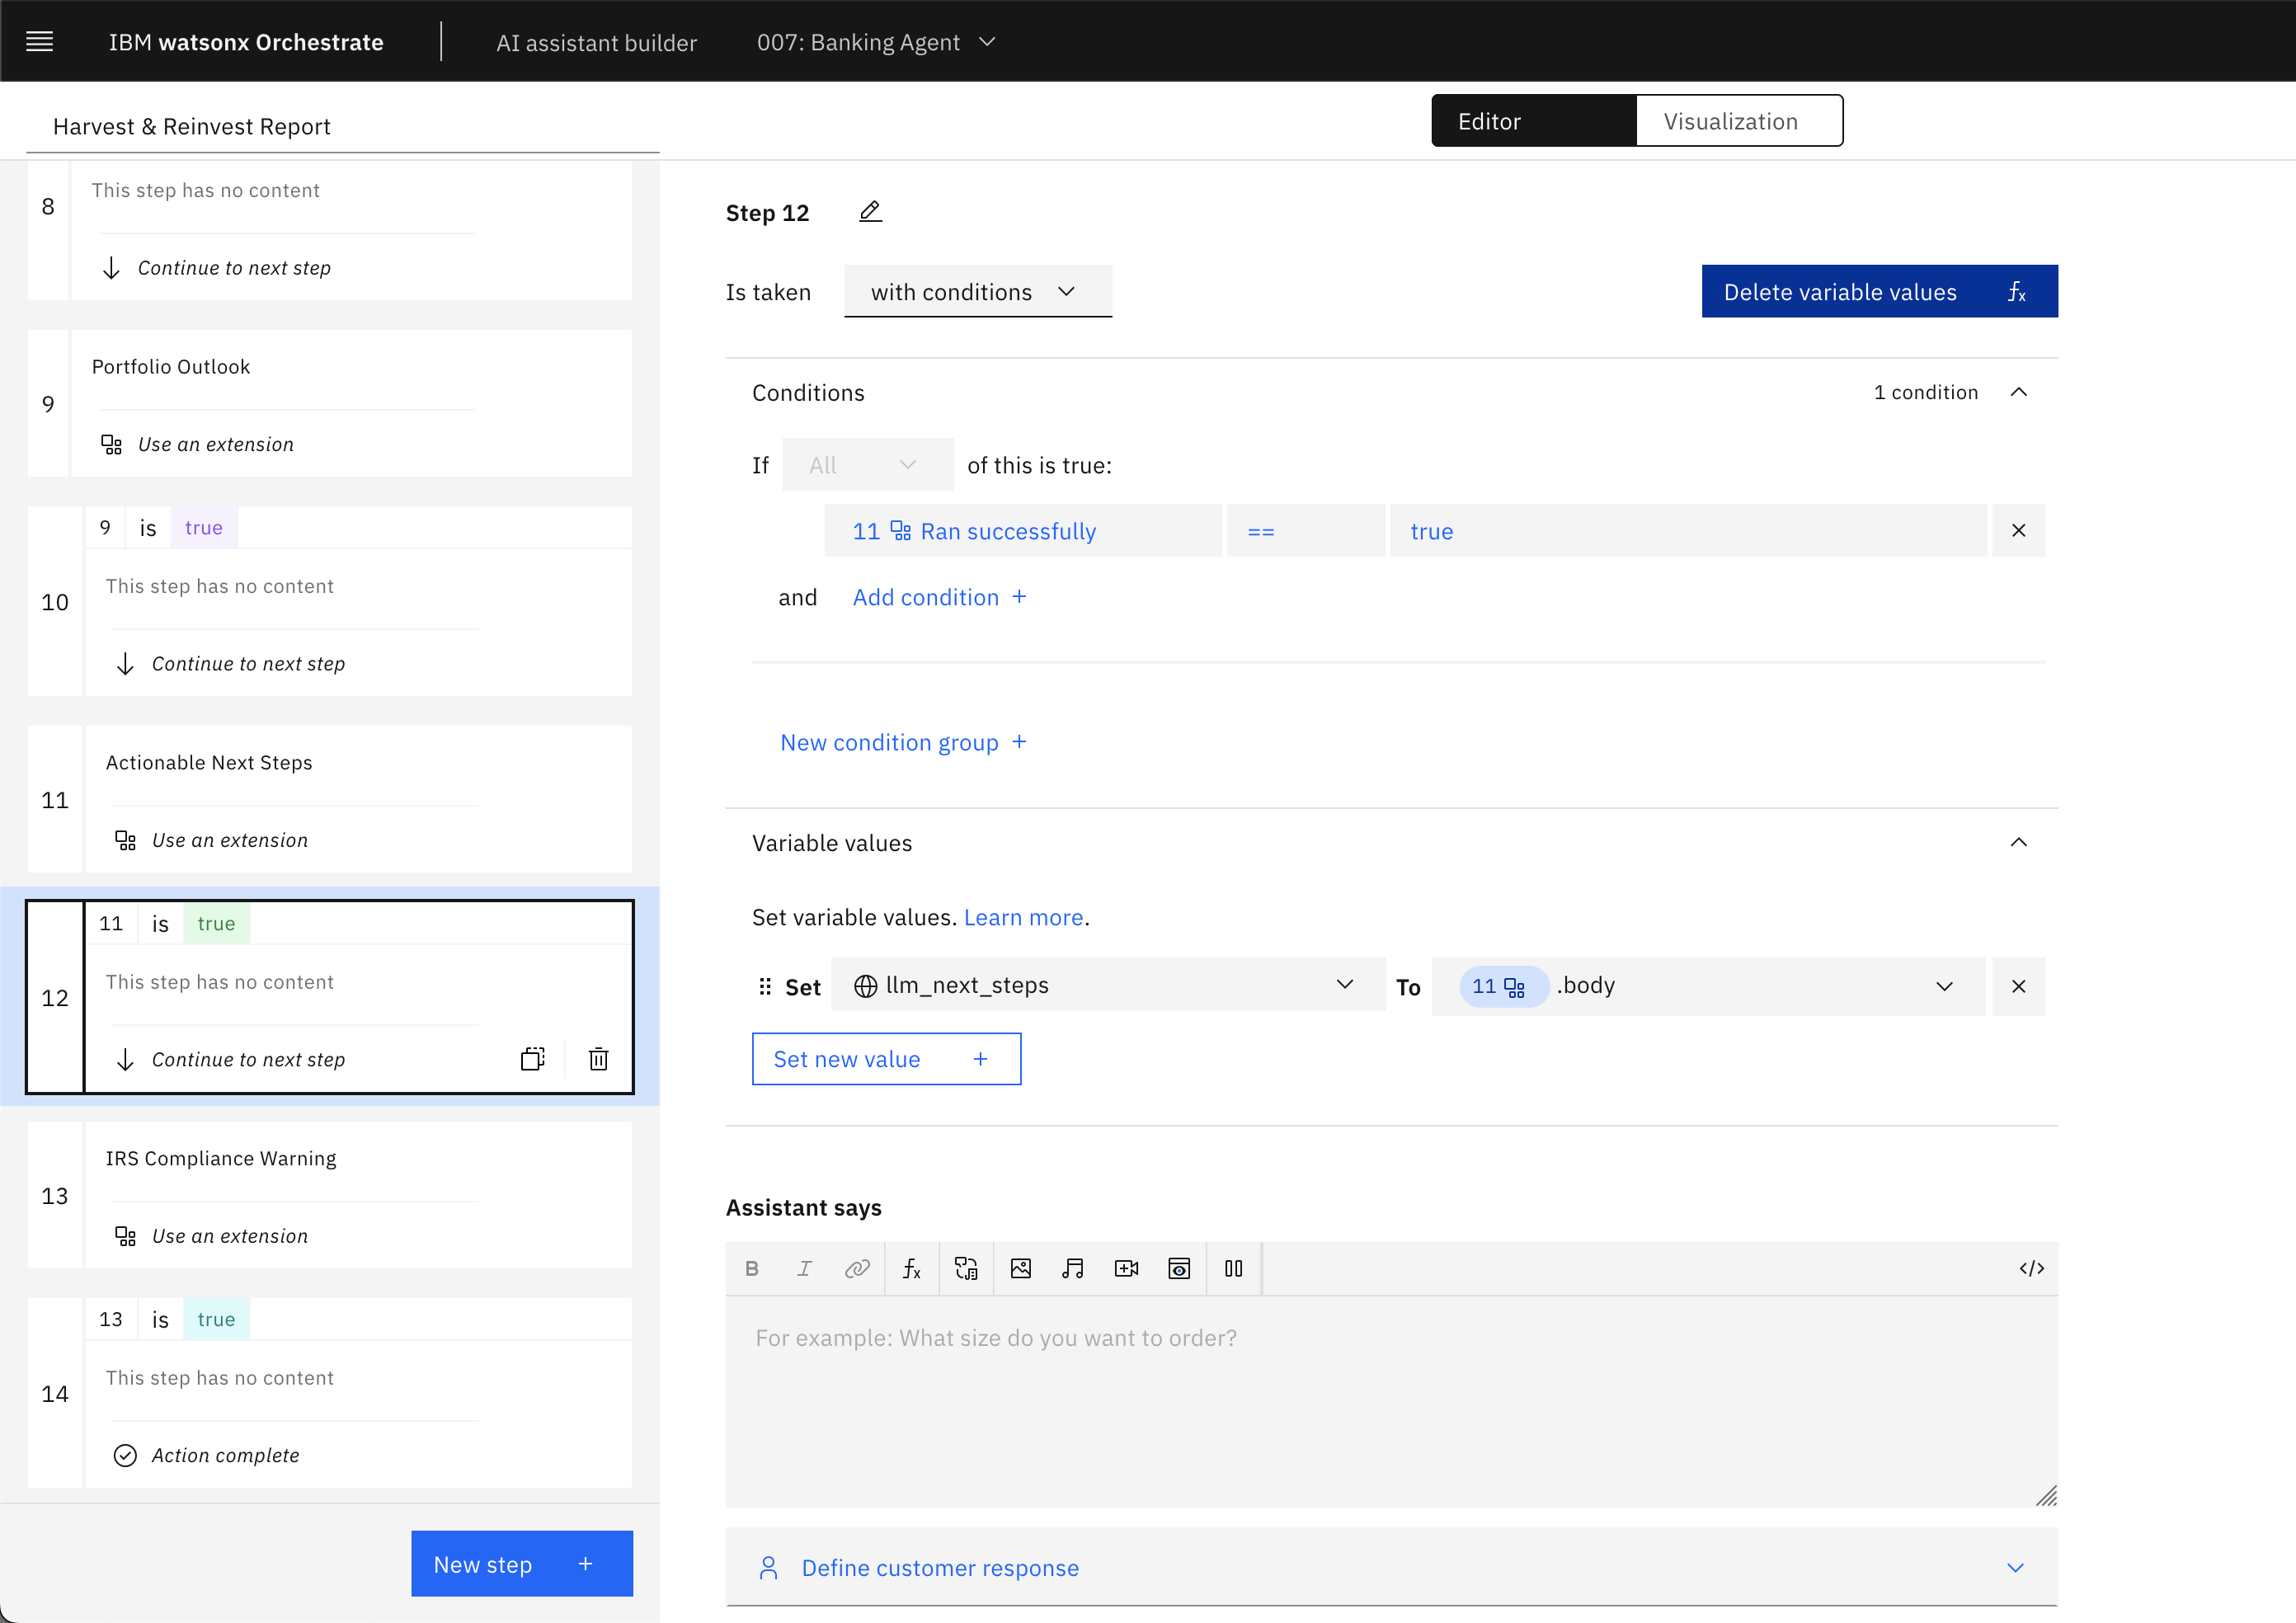 IBM watsonx Orchestrate
AI assistant builder
007: Banking Agent
Harvest & Reinvest Report
Editor
Visualization
8
This step has no content
Continue to next step
9
Portfolio Outlook
Use an extension
10
9 is true
This step has no content
Continue to next step
11
Actionable Next Steps
Use an extension
12
11 is true
This step has no content
Continue to next step
13
IRS Compliance Warning
Use an extension
14
13 is true
This step has no content
Action complete
New step +
Step 12
Is taken with conditions
Delete variable values fx
Conditions
1 condition
If All of this is true:
11 Ran successfully == true
and Add condition +
New condition group +
Variable values
Set variable values. Learn more.
Set llm_next_steps To 11 .body
Set new value +
Assistant says
B I fx </>
For example: What size do you want to order?
Define customer response